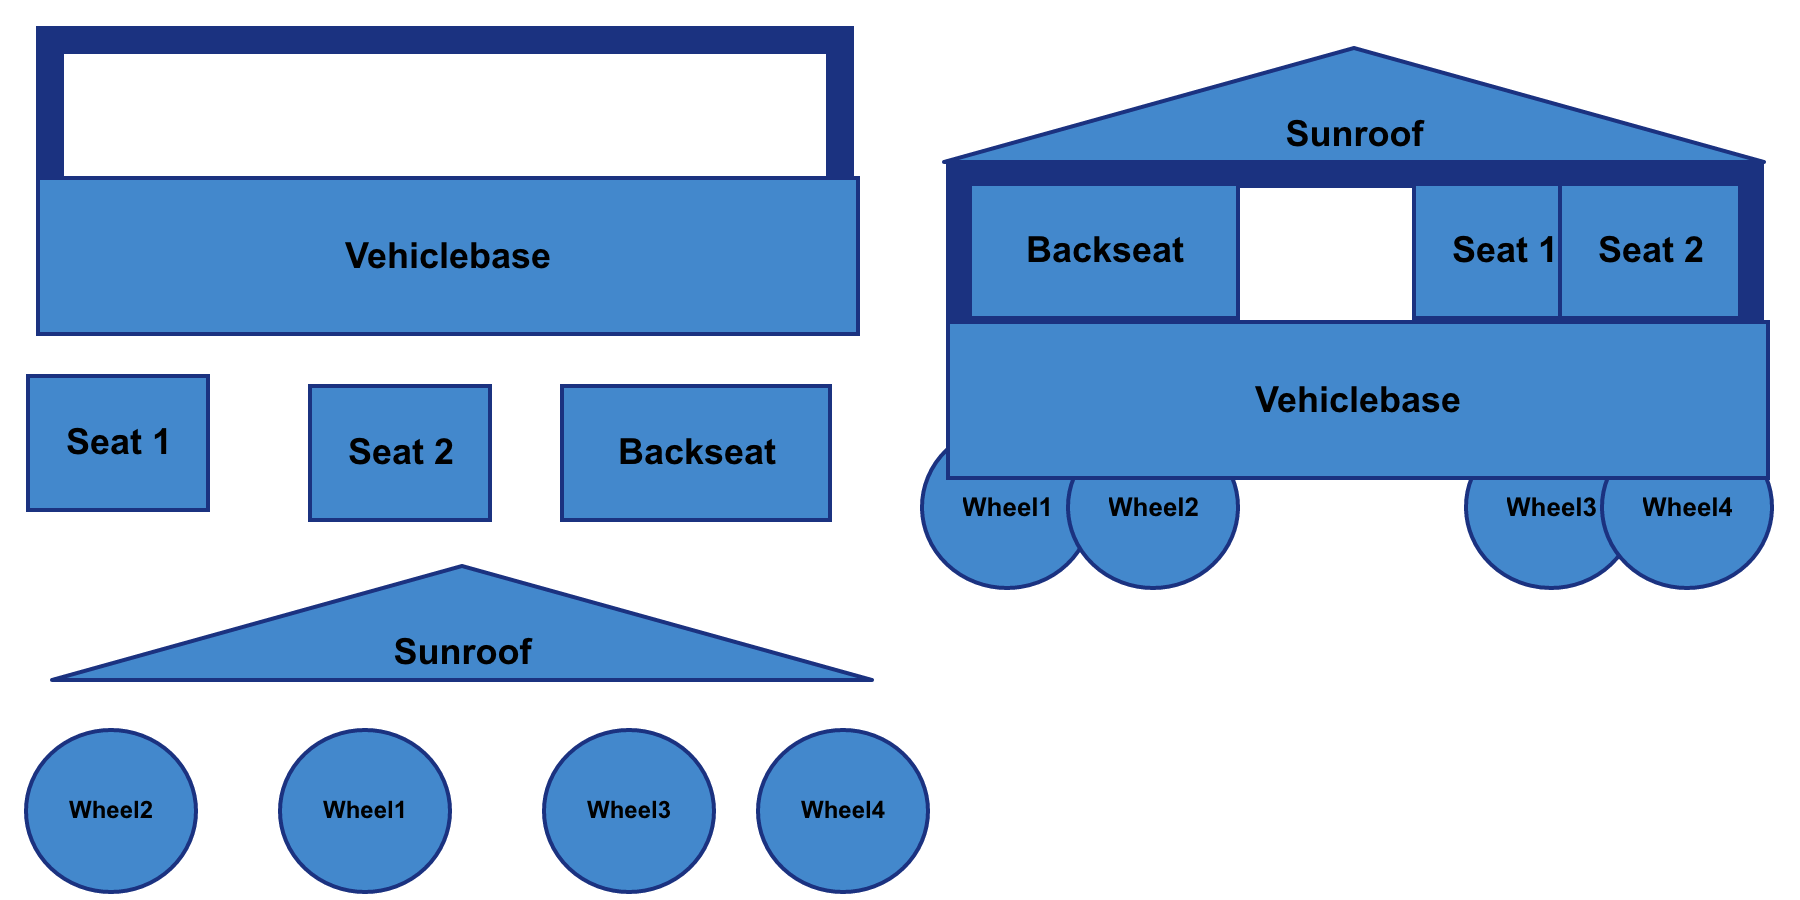 Vehiclebase
Seat 1
Seat 2
Backseat
Sunroof
Wheel2
Wheel1
Wheel3
Wheel4
Sunroof
Backseat
Seat 1
Seat 2
Vehiclebase
Wheel1
Wheel2
Wheel3
Wheel4